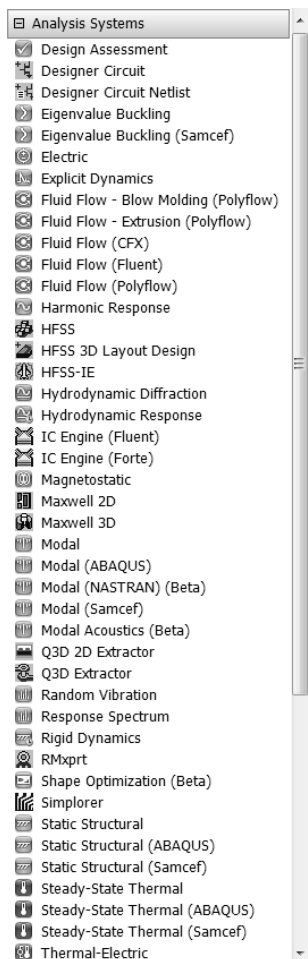 Analysis Systems
Design Assessment
Designer Circuit
Designer Circuit Netlist
Eigenvalue Buckling
Eigenvalue Buckling (Samcef)
Electric
Explicit Dynamics
Fluid Flow - Blow Molding (Polyflow)
Fluid Flow - Extrusion (Polyflow)
Fluid Flow (CFX)
Fluid Flow (Fluent)
Fluid Flow (Polyflow)
Harmonic Response
HFSS
HFSS 3D Layout Design
HFSS-IE
Hydrodynamic Diffraction
Hydrodynamic Response
IC Engine (Fluent)
IC Engine (Forte)
Magnetostatic
Maxwell 2D
Maxwell 3D
Modal
Modal (ABAQUS)
Modal (NASTRAN) (Beta)
Modal (Samcef)
Modal Acoustics (Beta)
Q3D 2D Extractor
Q3D Extractor
Random Vibration
Response Spectrum
Rigid Dynamics
RMxprt
Shape Optimization (Beta)
Simplorer
Static Structural
Static Structural (ABAQUS)
Static Structural (Samcef)
Steady-State Thermal
Steady-State Thermal (ABAQUS)
Steady-State Thermal (Samcef)
Thermal-Electric